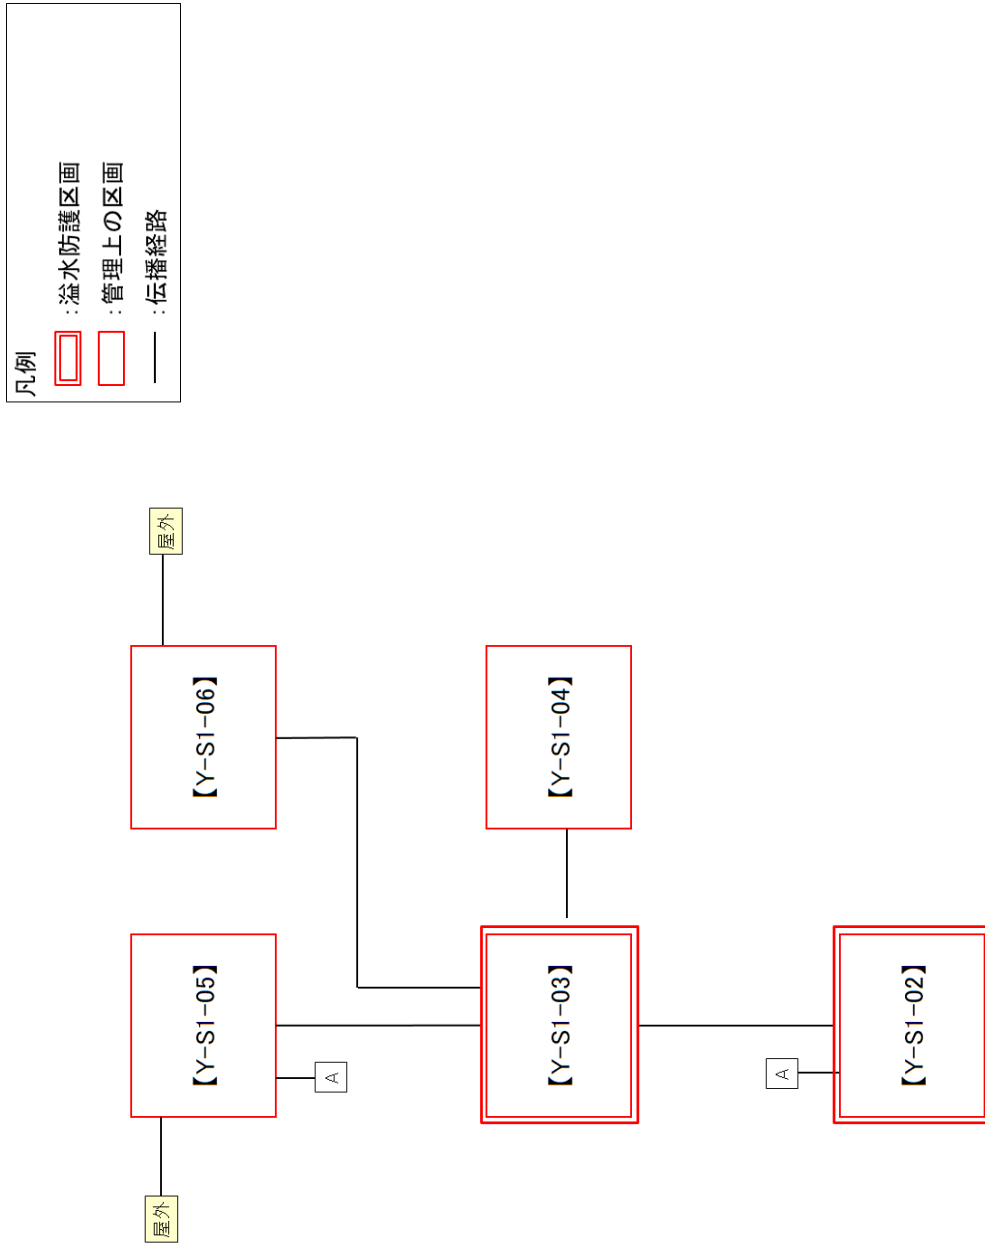 凡例
：溢水防護区画
：管理上の区画
：伝播経路
屋外
【Y-S1-05】
【Y-S1-06】
屋外
A
【Y-S1-03】
【Y-S1-04】
A
【Y-S1-02】